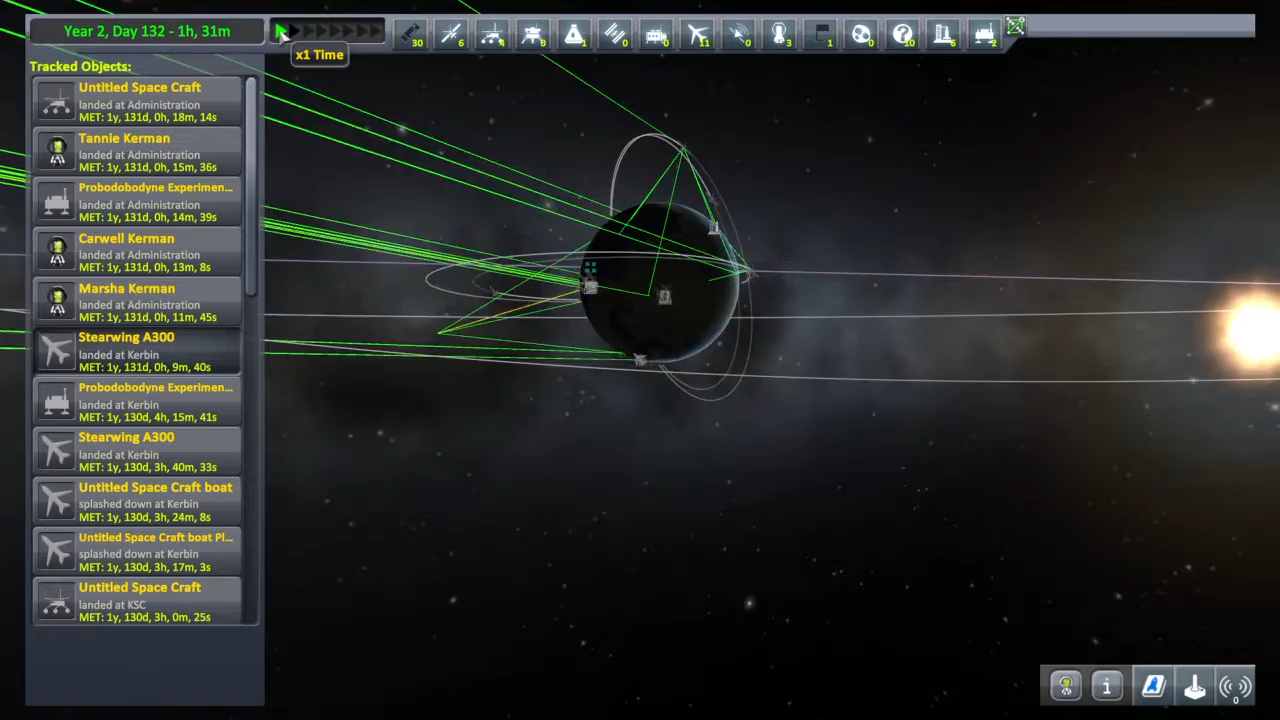 Year 2, Day 132 - 1h, 31m
x1 Time
30
6
4
0
1
0
0
11
0
3
1
0
10
6
2
Tracked Objects:
Untitled Space Craft
landed at Administration
MET: 1y, 131d, 0h, 18m, 14s
Tannie Kerman
landed at Administration
MET: 1y, 131d, 0h, 15m, 36s
Probodobodyne Experimen...
landed at Administration
MET: 1y, 131d, 0h, 14m, 39s
Carwell Kerman
landed at Administration
MET: 1y, 131d, 0h, 13m, 8s
Marsha Kerman
landed at Administration
MET: 1y, 131d, 0h, 11m, 45s
Stearwing A300
landed at Kerbin
MET: 1y, 131d, 0h, 9m, 40s
Probodobodyne Experimen...
landed at Kerbin
MET: 1y, 130d, 4h, 15m, 41s
Stearwing A300
landed at Kerbin
MET: 1y, 130d, 3h, 40m, 33s
Untitled Space Craft boat
splashed down at Kerbin
MET: 1y, 130d, 3h, 24m, 8s
Untitled Space Craft boat Pl...
splashed down at Kerbin
MET: 1y, 130d, 3h, 17m, 3s
Untitled Space Craft
landed at KSC
MET: 1y, 130d, 3h, 0m, 25s
0